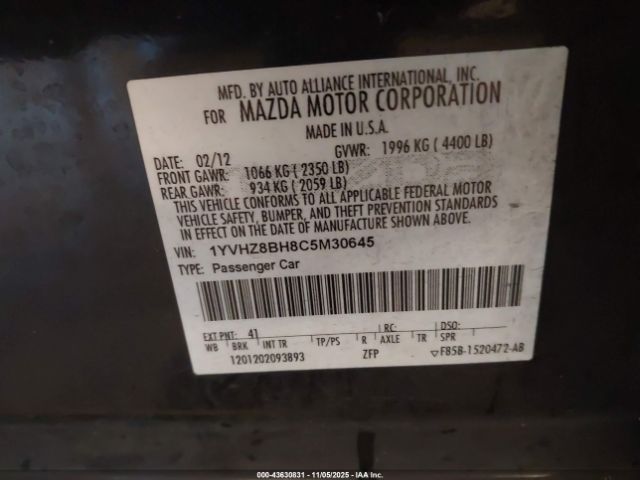 MFD. BY AUTO ALLIANCE INTERNATIONAL, INC.
FOR MAZDA MOTOR CORPORATION
MADE IN U.S.A.
DATE: 02/12 GVWR: 1996 KG ( 4400 LB)
FRONT GAWR: 1066 KG ( 2350 LB)
REAR GAWR: 934 KG ( 2059 LB)
THIS VEHICLE CONFORMS TO ALL APPLICABLE FEDERAL MOTOR
VEHICLE SAFETY, BUMPER, AND THEFT PREVENTION STANDARDS
IN EFFECT ON THE DATE OF MANUFACTURE SHOWN ABOVE.
VIN: 1YVHZ8BH8C5M30645
TYPE: Passenger Car
EXT PNT: 41 RC: DSO:
WB BRK INT TR TP/PS R AXLE TR SPR
1201202093893 ZFP ▽F85B-1520472-AB
000-43630831 - 11/05/2025 - IAA